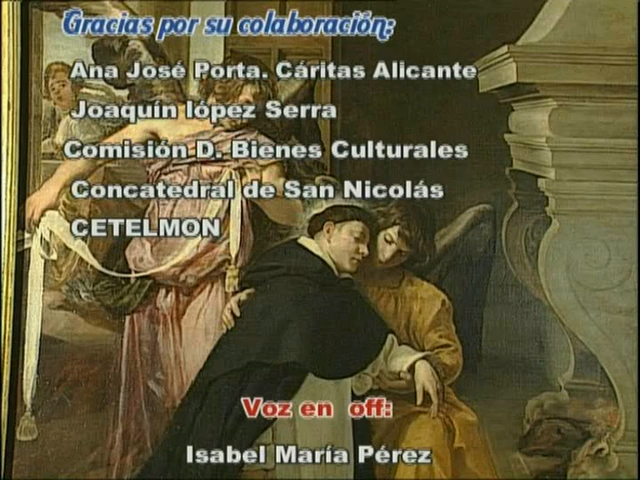 Gracias por su colaboración:
Ana José Porta. Cáritas Alicante
Joaquín lópez Serra
Comisión D. Bienes Culturales
Concatedral de San Nicolás
CETELMON
Voz en off:
Isabel María Pérez